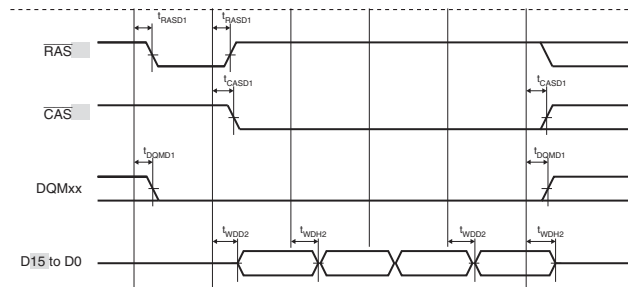 tRASD1 tRASD1
RAS
tCASD1 tCASD1
CAS
tDQMD1 tDQMD1
DQMxx
tWDD2 tWDH2 tWDD2 tWDH2
D15 to D0